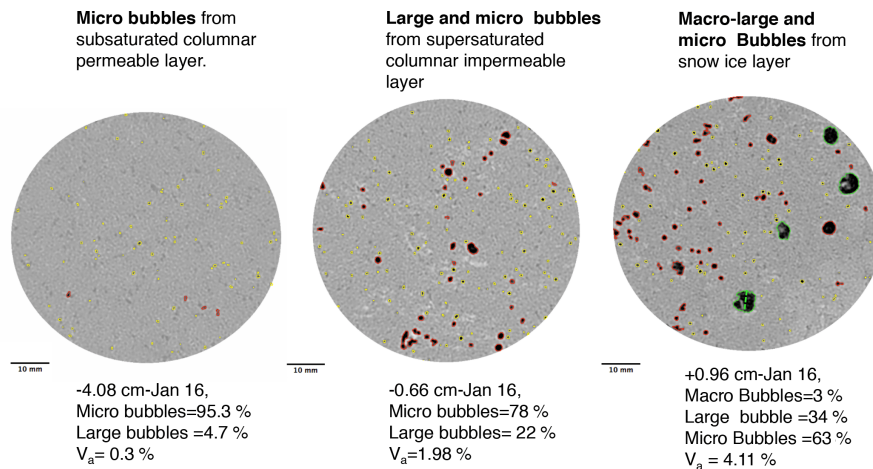 Micro bubbles from
subsaturated columnar
permeable layer.
Large and micro bubbles
from supersaturated
columnar impermeable
layer
Macro-large and
micro Bubbles from
snow ice layer
10 mm
-4.08 cm-Jan 16,
Micro bubbles=95.3 %
Large bubbles =4.7 %
Va= 0.3 %
10 mm
-0.66 cm-Jan 16,
Micro bubbles=78 %
Large bubbles= 22 %
Va=1.98 %
10 mm
+0.96 cm-Jan 16,
Macro Bubbles=3 %
Large bubble =34 %
Micro Bubbles =63 %
Va = 4.11 %